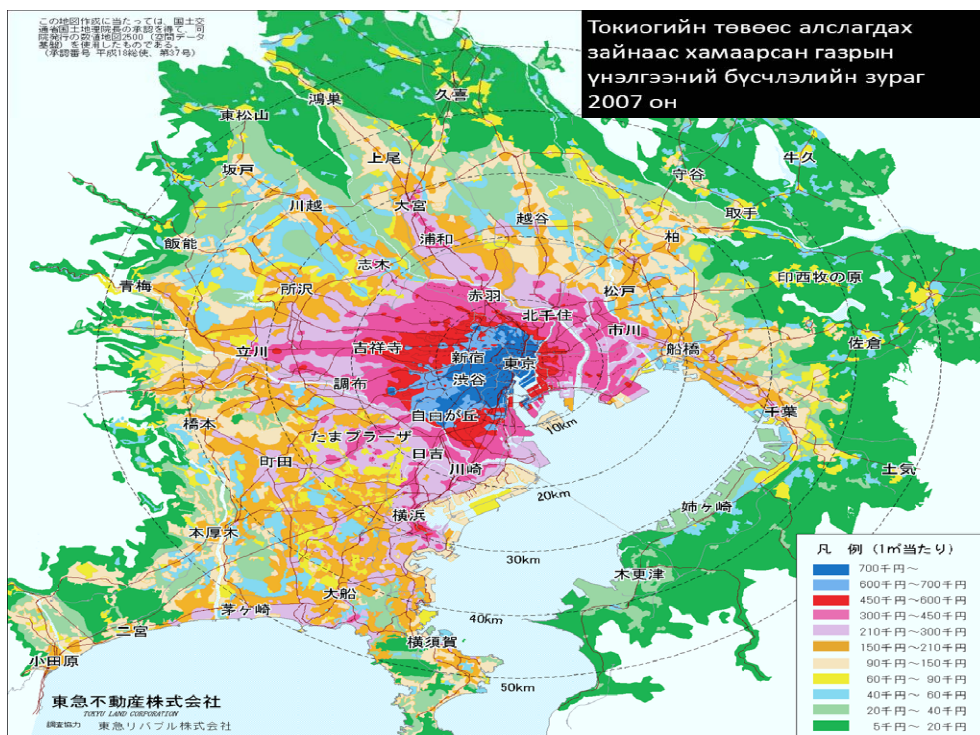 この地図作成に当たっては、国土交
通省国土地理院長の承認を得て、同
院発行の数値地図2500（空間データ
基盤）を使用したものである。
（承認番号 平成18総使、第37号）
Токиогийн төвөөс алслагдах
зайнаас хамаарсан газрын
үнэлгээний бүсчлэлийн зураг
2007 он
久喜
鴻巣
東松山
上尾
牛久
坂戸
守谷
川越
大宮
越谷
取手
浦和
柏
飯能
志木
印西牧の原
青梅
所沢
赤羽
松戸
北千住
市川
立川
吉祥寺
新宿
東京
船橋
佐倉
調布
渋谷
自由が丘
千葉
橋本
たまプラーザ
10km
町田
日吉
川崎
土気
20km
姉ヶ崎
横浜
本厚木
30km
木更津
大船
茅ヶ崎
40km
二宮
横須賀
小田原
50km
凡 例（1㎡当たり）
700千円～
600千円～700千円
450千円～600千円
300千円～450千円
210千円～300千円
150千円～210千円
90千円～150千円
60千円～ 90千円
40千円～ 60千円
20千円～ 40千円
5千円～ 20千円
東急不動産株式会社
TOKYU LAND CORPORATION
調査協力 東急リバブル株式会社